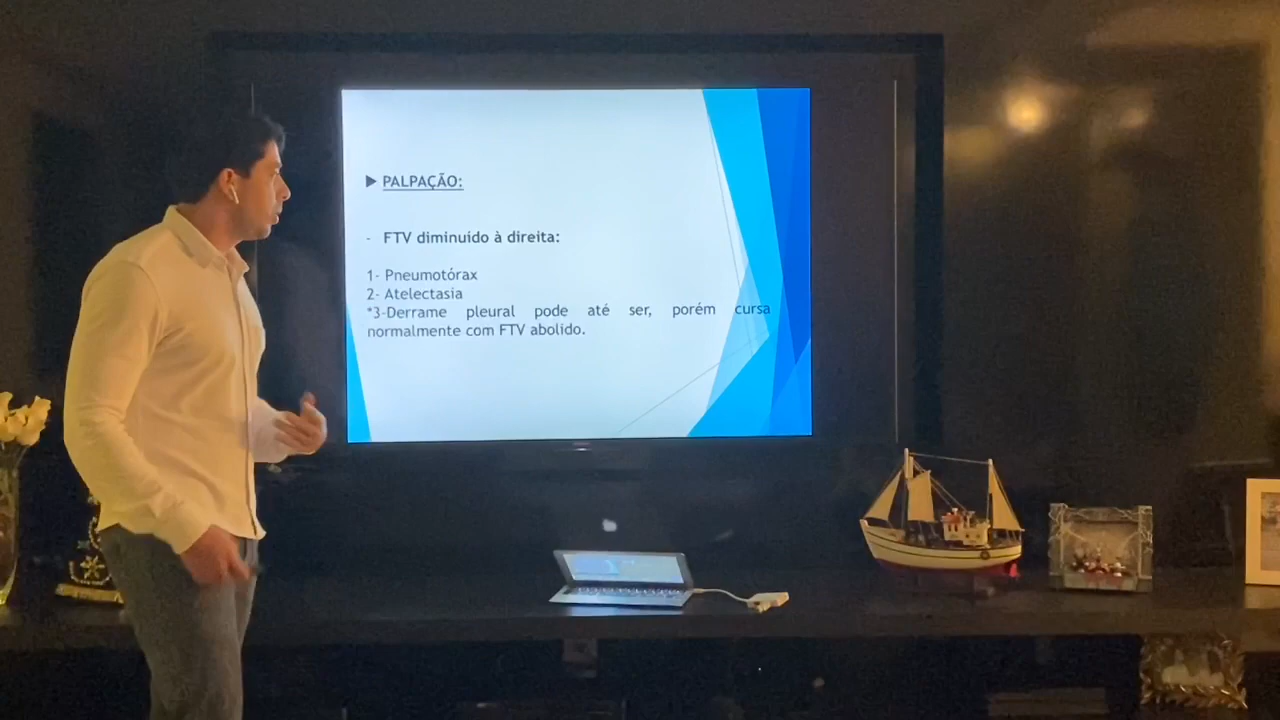 PALPAÇÃO:
- FTV diminuido à direita:
1- Pneumotórax
2- Atelectasia
*3-Derrame pleural pode até ser, porém cursa
normalmente com FTV abolido.